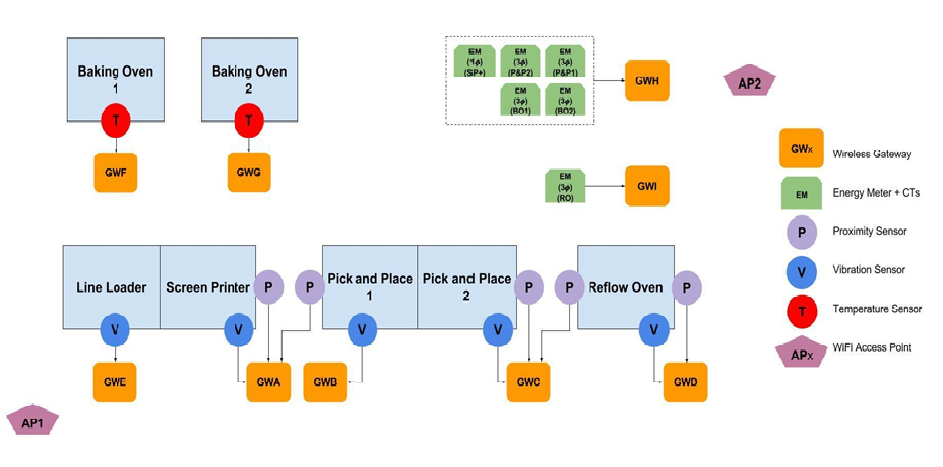 Baking Oven
1
T
GWF
Baking Oven
2
T
GWG
EM
(3𝜙)
(P&P2)
EM
(3𝜙)
(P&P1)
EM
(3𝜙)
(BO1)
EM
(3𝜙)
(BO2)
GWH
AP2
EM
(3𝜙)
(RO)
GWI
GWx
Wireless Gateway
EM
Energy Meter + CTs
P
Proximity Sensor
V
Vibration Sensor
T
Temperature Sensor
APx
WIFI Access Point
Line Loader
V
GWE
Screen Printer
V
P
GWA
P
Pick and Place
1
V
GWB
Pick and Place
2
V
P
GWC
P
Reflow Oven
V
P
GWD
AP1